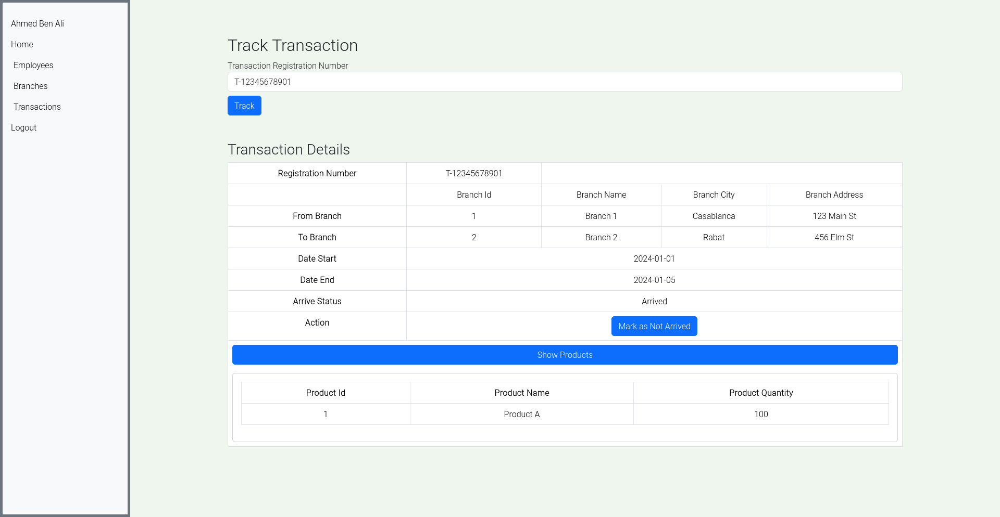 Ahmed Ben Ali
Home
Employees
Branches
Transactions
Logout
Track Transaction
Transaction Registration Number
T-12345678901
Track
Transaction Details
Registration Number T-12345678901
Branch Id Branch Name Branch City Branch Address
From Branch 1 Branch 1 Casablanca 123 Main St
To Branch 2 Branch 2 Rabat 456 Elm St
Date Start 2024-01-01
Date End 2024-01-05
Arrive Status Arrived
Action Mark as Not Arrived
Show Products
Product Id Product Name Product Quantity
1 Product A 100